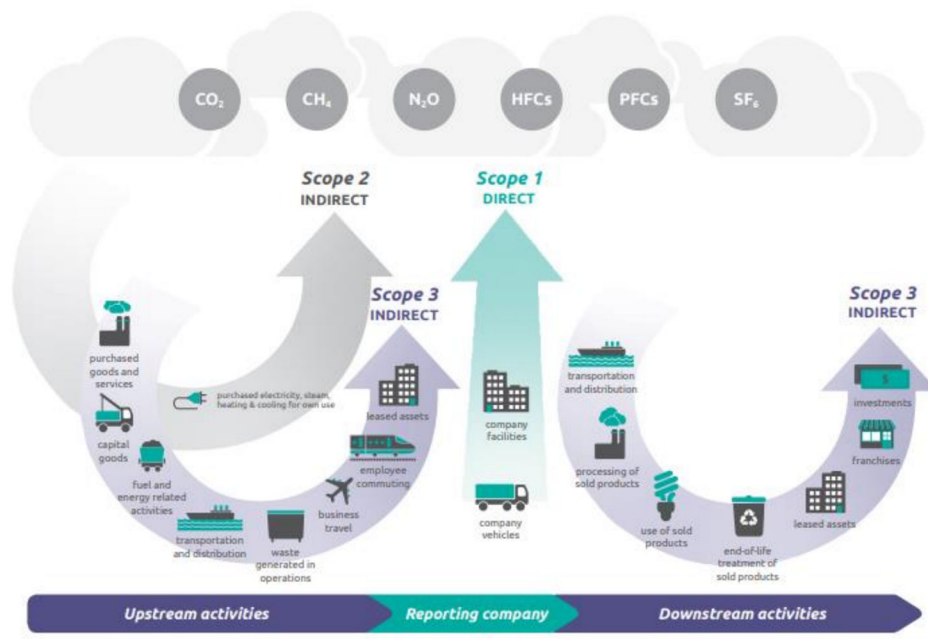 CO₂
CH₄
N₂O
HFCs
PFCs
SF₆
Scope 2
INDIRECT
Scope 1
DIRECT
Scope 3
INDIRECT
Scope 3
INDIRECT
purchased
goods and
services
capital
goods
fuel and
energy related
activities
transportation
and distribution
waste
generated in
operations
business
travel
employee
commuting
leased assets
purchased electricity, steam,
heating & cooling for own use
company
facilities
company
vehicles
transportation
and distribution
processing of
sold products
use of sold
products
end-of-life
treatment of
sold products
leased assets
franchises
$
investments
Upstream activities
Reporting company
Downstream activities